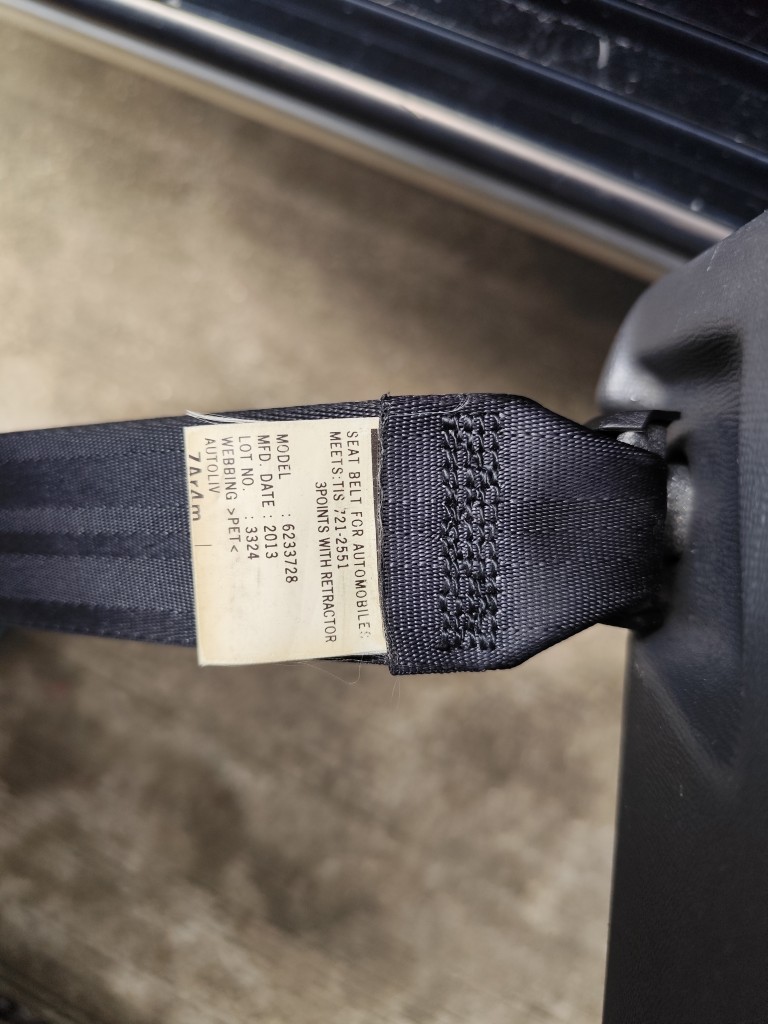 SEAT BELT FOR AUTOMOBILES
MEETS:TIS 721-2551
3POINTS WITH RETRACTOR
MODEL : 6233728
MFD. DATE : 2013
LOT NO. : 3324
WEBBING >PET<
AUTOLIV